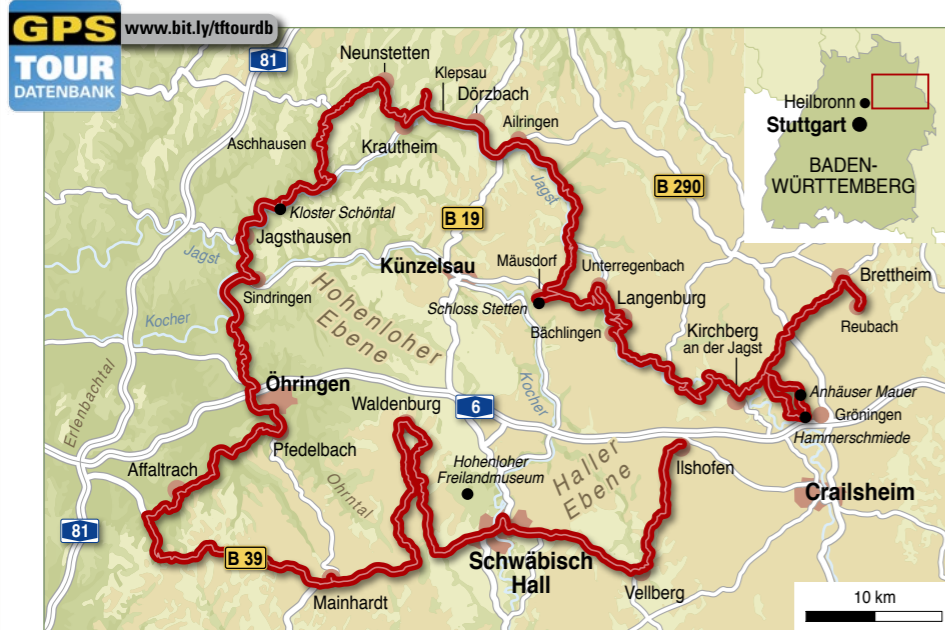 GPS
TOUR
DATENBANK
www.bit.ly/tftourdb
81
Neunstetten
Klepsau
Dörzbach
Ailringen
Aschhausen
Krautheim
Heilbronn
Stuttgart
BADEN-
WÜRTTEMBERG
B 290
Jagst
Kloster Schöntal
B 19
Jagsthausen
Jagst
Künzelsau
Mäusdorf
Unterregenbach
Brettheim
Sindringen
Hohenloher
Ebene
Schloss Stetten
Langenburg
Reubach
Kocher
Bächlingen
Kirchberg
an der Jagst
Erlenbachtal
Öhringen
Kocher
Anhäuser Mauer
Waldenburg
6
Gröningen
Hammerschmiede
Pfedelbach
Affaltrach
Ohrntal
Hohenloher
Freilandmuseum
Haller
Ebene
Ilshofen
Crailsheim
81
B 39
Schwäbisch
Hall
Mainhardt
Vellberg
10 km